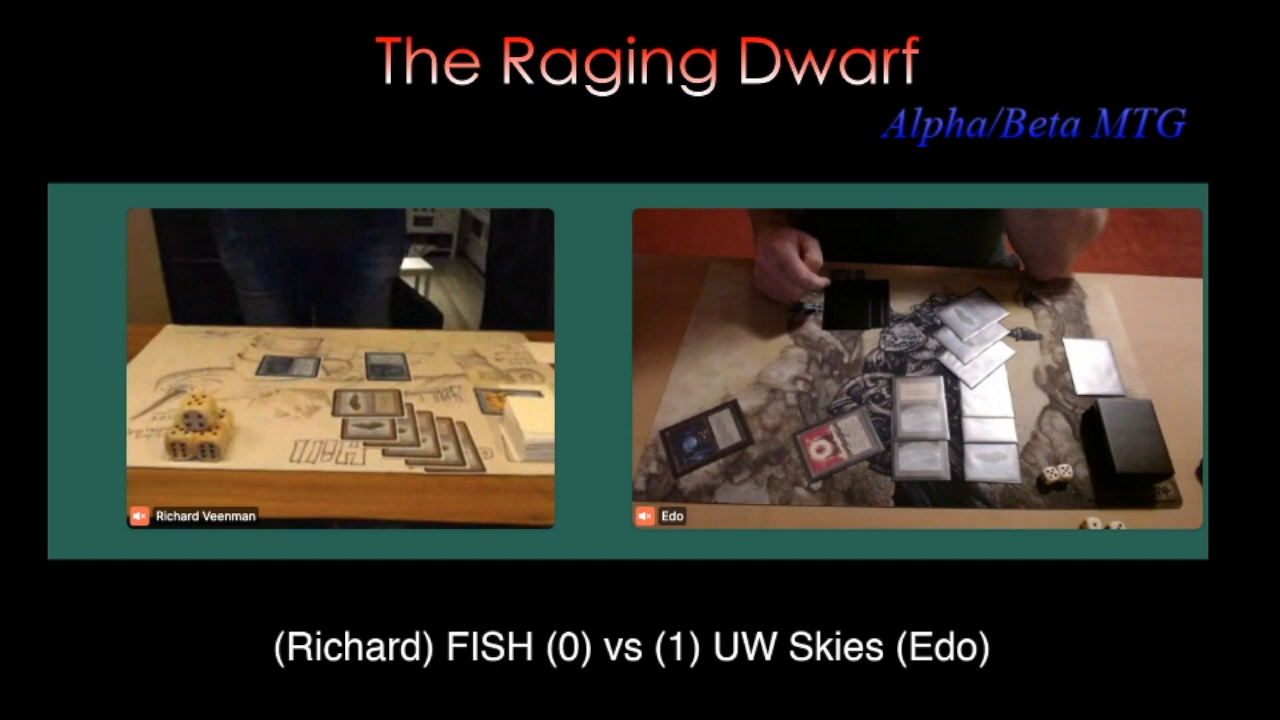 The Raging Dwarf
Alpha/Beta MTG
Richard Veenman
Edo
(Richard) FISH (0) vs (1) UW Skies (Edo)